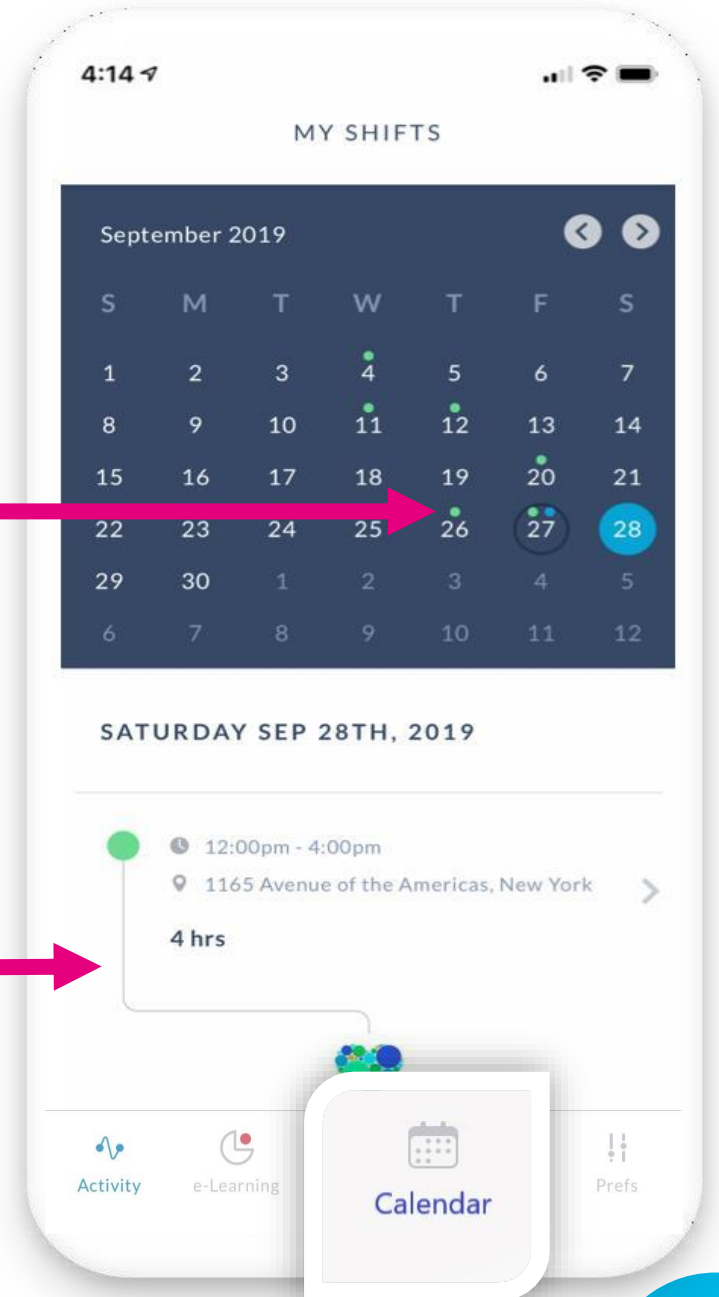 4:14
MY SHIFTS
September 2019
S M T W T F S
1 2 3 4 5 6 7
8 9 10 11 12 13 14
15 16 17 18 19 20 21
22 23 24 25 26 27 28
29 30 1 2 3 4 5
6 7 8 9 10 11 12
SATURDAY SEP 28TH, 2019
12:00pm - 4:00pm
1165 Avenue of the Americas, New York
4 hrs
Activity e-Learning Calendar Prefs